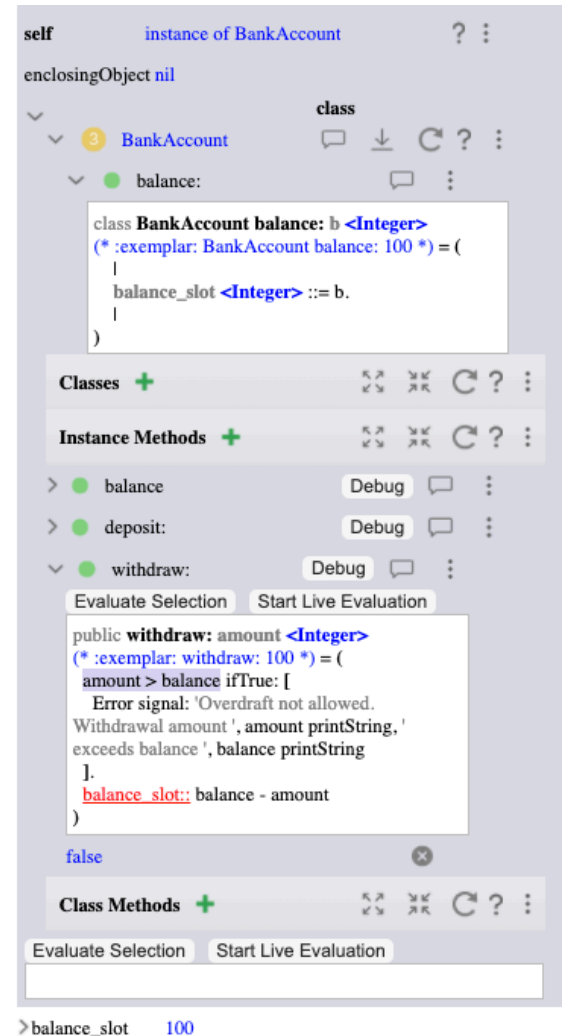 self instance of BankAccount ?
enclosingObject nil
class
3 BankAccount ?
balance:
class BankAccount balance: b <Integer>
(* :exemplar: BankAccount balance: 100 *) = (
|
balance_slot <Integer> ::= b.
|
)
Classes + ?
Instance Methods + ?
balance Debug
deposit: Debug
withdraw: Debug
Evaluate Selection Start Live Evaluation
public withdraw: amount <Integer>
(* :exemplar: withdraw: 100 *) = (
amount > balance ifTrue: [
Error signal: 'Overdraft not allowed.
Withdrawal amount ', amount printString, '
exceeds balance ', balance printString
].
balance_slot:: balance - amount
)
false
Class Methods + ?
Evaluate Selection Start Live Evaluation
balance_slot 100